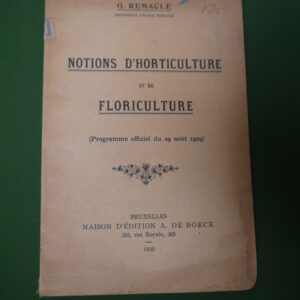 O. REMACLE
NOTIONS D'HORTICULTURE
ET DE
FLORICULTURE
(Programme officiel du 29 août 1929)
BRUXELLES
MAISON D'ÉDITION A. DE BOECK
265, rue Royale, 265